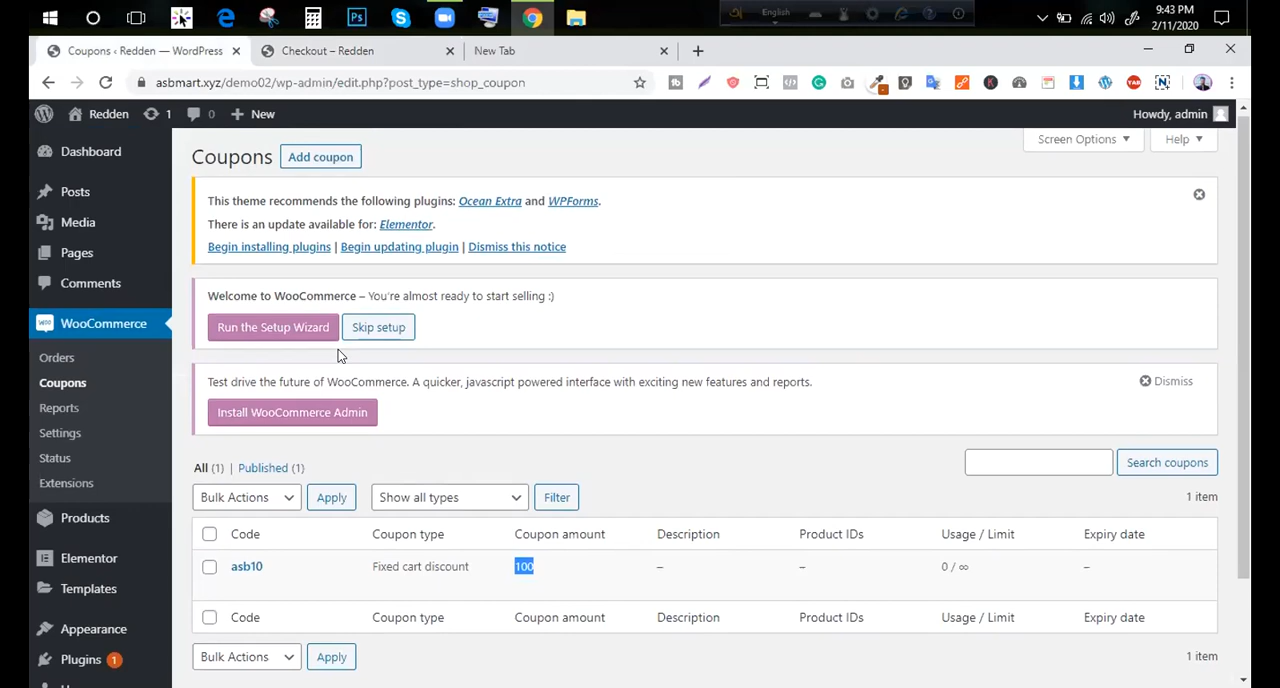 English
9:43 PM
2/11/2020
Coupons ‹ Redden — WordPress
Checkout – Redden
New Tab
asbmart.xyz/demo02/wp-admin/edit.php?post_type=shop_coupon
Redden
1
0
New
Howdy, admin
Screen Options
Help
Coupons
Add coupon
This theme recommends the following plugins: Ocean Extra and WPForms.
There is an update available for: Elementor.
Begin installing plugins | Begin updating plugin | Dismiss this notice
Welcome to WooCommerce – You're almost ready to start selling :)
Run the Setup Wizard
Skip setup
Test drive the future of WooCommerce. A quicker, javascript powered interface with exciting new features and reports.
Dismiss
Install WooCommerce Admin
Dashboard
Posts
Media
Pages
Comments
WooCommerce
Orders
Coupons
Reports
Settings
Status
Extensions
Products
Elementor
Templates
Appearance
Plugins 1
All (1) | Published (1)
Search coupons
Bulk Actions
Apply
Show all types
Filter
1 item
Code Coupon type Coupon amount Description Product IDs Usage / Limit Expiry date
asb10 Fixed cart discount 100 – – 0 / ∞ –
Code Coupon type Coupon amount Description Product IDs Usage / Limit Expiry date
Bulk Actions
Apply
1 item